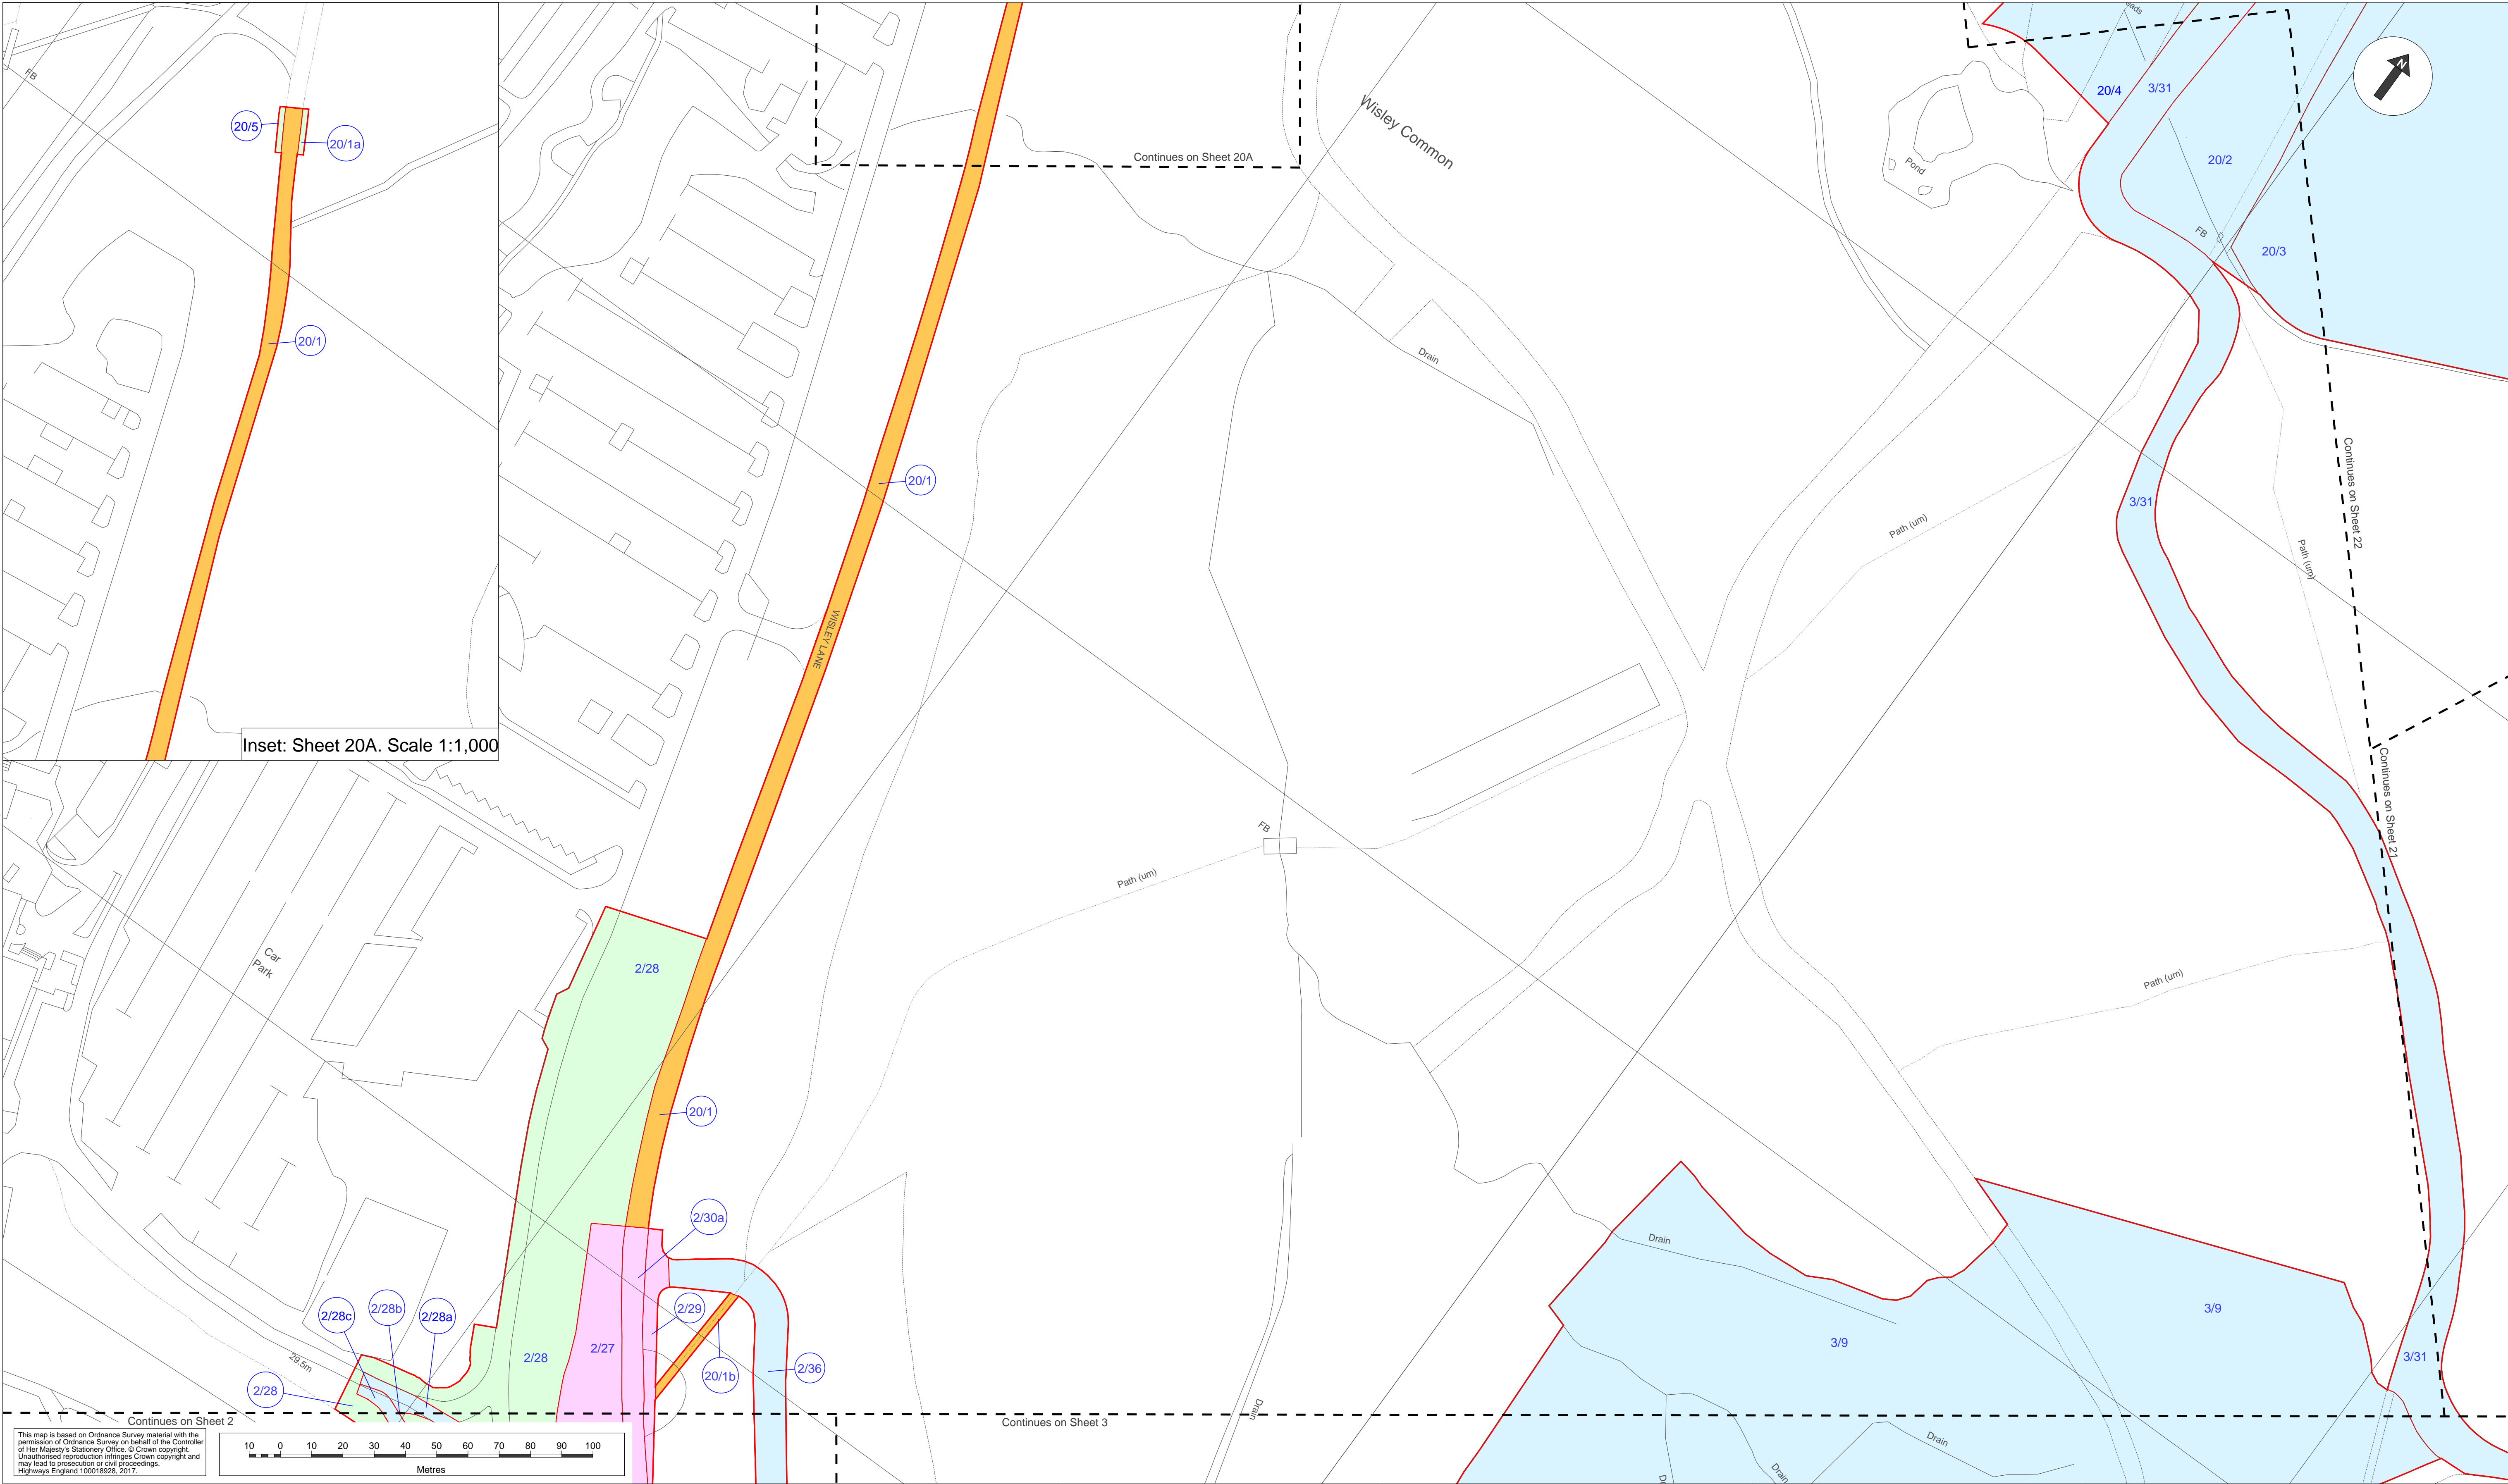 FB
20/5
20/1a
20/1
Inset: Sheet 20A. Scale 1:1,000
Continues on Sheet 20A
Wisley Common
Pond
20/4
3/31
N
20/2
FB
20/3
Drain
20/1
WISLEY LANE
Path (um)
3/31
Continues on Sheet 22
Path (um)
Continues on Sheet 21
FB
Path (um)
Car
Park
2/28
Path (um)
20/1
2/30a
Drain
3/9
3/9
2/28c
2/28b
2/28a
2/29
2/28
2/27
20/1b
2/36
3/31
29.5m
2/28
Drain
Continues on Sheet 2
Continues on Sheet 3
Drain
Drain
This map is based on Ordnance Survey material with the
permission of Ordnance Survey on behalf of the Controller
of Her Majesty's Stationery Office. © Crown copyright.
Unauthorised reproduction infringes Crown copyright and
may lead to prosecution or civil proceedings.
Highways England 100018928, 2017.
10 0 10 20 30 40 50 60 70 80 90 100
Metres